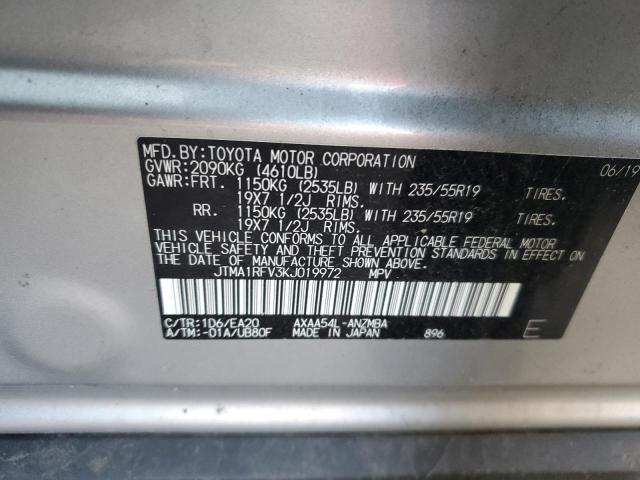 MFD.BY:TOYOTA MOTOR CORPORATION 06/19
GVWR:2090KG (4610LB)
GAWR:FRT. 1150KG (2535LB) WITH 235/55R19 TIRES.
19X7 1/2J RIMS.
RR. 1150KG (2535LB) WITH 235/55R19 TIRES.
19X7 1/2J RIMS.
THIS VEHICLE CONFORMS TO ALL APPLICABLE FEDERAL MOTOR
VEHICLE SAFETY AND THEFT PREVENTION STANDARDS IN EFFECT ON
THE DATE OF MANUFACTURE SHOWN ABOVE.
JTMA1RFV3KJ019972 MPV
C/TR:1D6/EA20 AXAA54L-ANZMBA
A/TM:-01A/UB80F MADE IN JAPAN 896 E